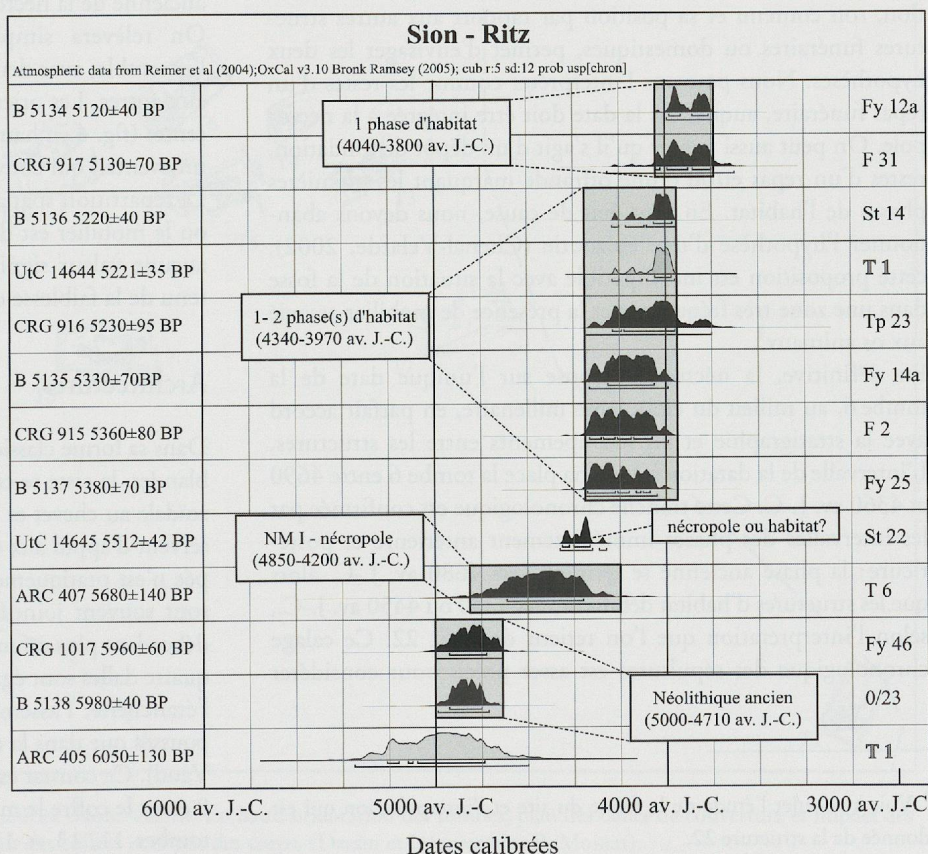 Sion - Ritz
Atmospheric data from Reimer et al (2004);OxCal v3.10 Bronk Ramsey (2005); cub r:5 sd:12 prob usp[chron]
B 5134 5120±40 BP
Fy 12a
1 phase d'habitat
(4040-3800 av. J.-C.)
CRG 917 5130±70 BP
F 31
B 5136 5220±40 BP
St 14
UtC 14644 5221±35 BP
T 1
CRG 916 5230±95 BP
Tp 23
1- 2 phase(s) d'habitat
(4340-3970 av. J.-C.)
B 5135 5330±70BP
Fy 14a
CRG 915 5360±80 BP
F 2
B 5137 5380±70 BP
Fy 25
UtC 14645 5512±42 BP
nécropole ou habitat?
St 22
NM I - nécropole
(4850-4200 av. J.-C.)
ARC 407 5680±140 BP
T 6
CRG 1017 5960±60 BP
Fy 46
B 5138 5980±40 BP
Néolithique ancien
(5000-4710 av. J.-C.)
0/23
ARC 405 6050±130 BP
T 1
6000 av. J.-C.
5000 av. J.-C.
4000 av. J.-C.
3000 av. J.-C.
Dates calibrées